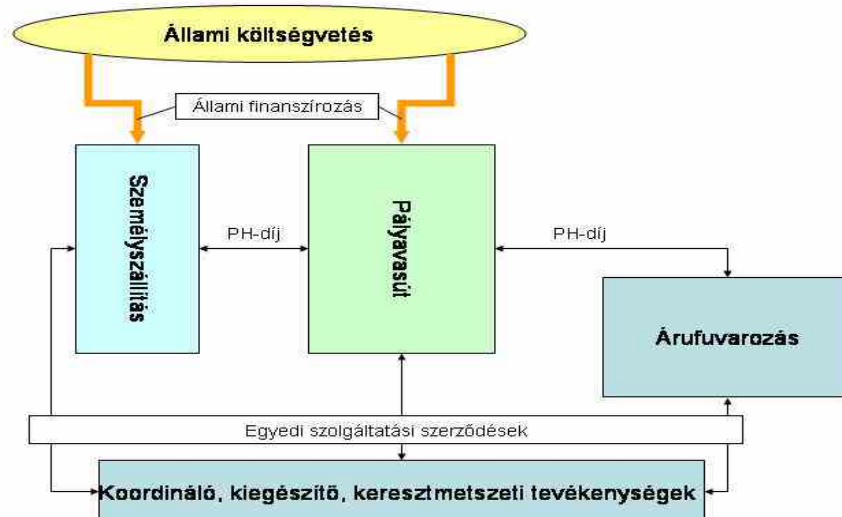 Állami költségvetés
Állami finanszírozás
Személyszállítás
PH-díj
Pályavasút
PH-díj
Árufuvarozás
Egyedi szolgáltatási szerződések
Koordináló, kiegészítő, keresztmetszeti tevékenységek